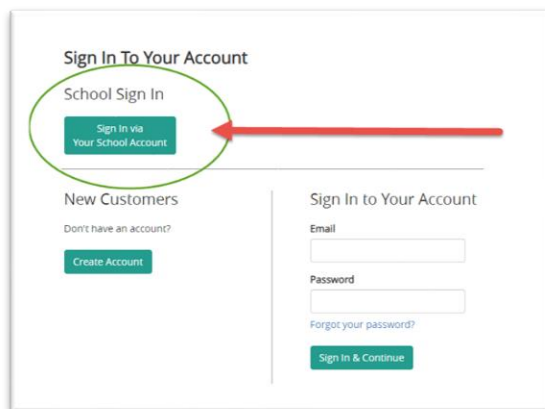 Sign In To Your Account
School Sign In
Sign In via
Your School Account
New Customers
Don't have an account?
Create Account
Sign In to Your Account
Email
Password
Forgot your password?
Sign In & Continue